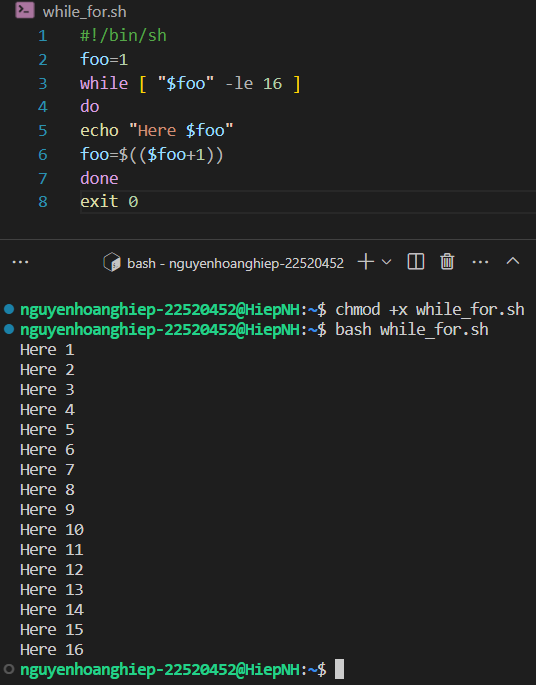 while_for.sh
1 #!/bin/sh
2 foo=1
3 while [ "$foo" -le 16 ]
4 do
5 echo "Here $foo"
6 foo=$(($foo+1))
7 done
8 exit 0
bash - nguyenhoanghiep-22520452
nguyenhoanghiep-22520452@HiepNH:~$ chmod +x while_for.sh
nguyenhoanghiep-22520452@HiepNH:~$ bash while_for.sh
Here 1
Here 2
Here 3
Here 4
Here 5
Here 6
Here 7
Here 8
Here 9
Here 10
Here 11
Here 12
Here 13
Here 14
Here 15
Here 16
nguyenhoanghiep-22520452@HiepNH:~$